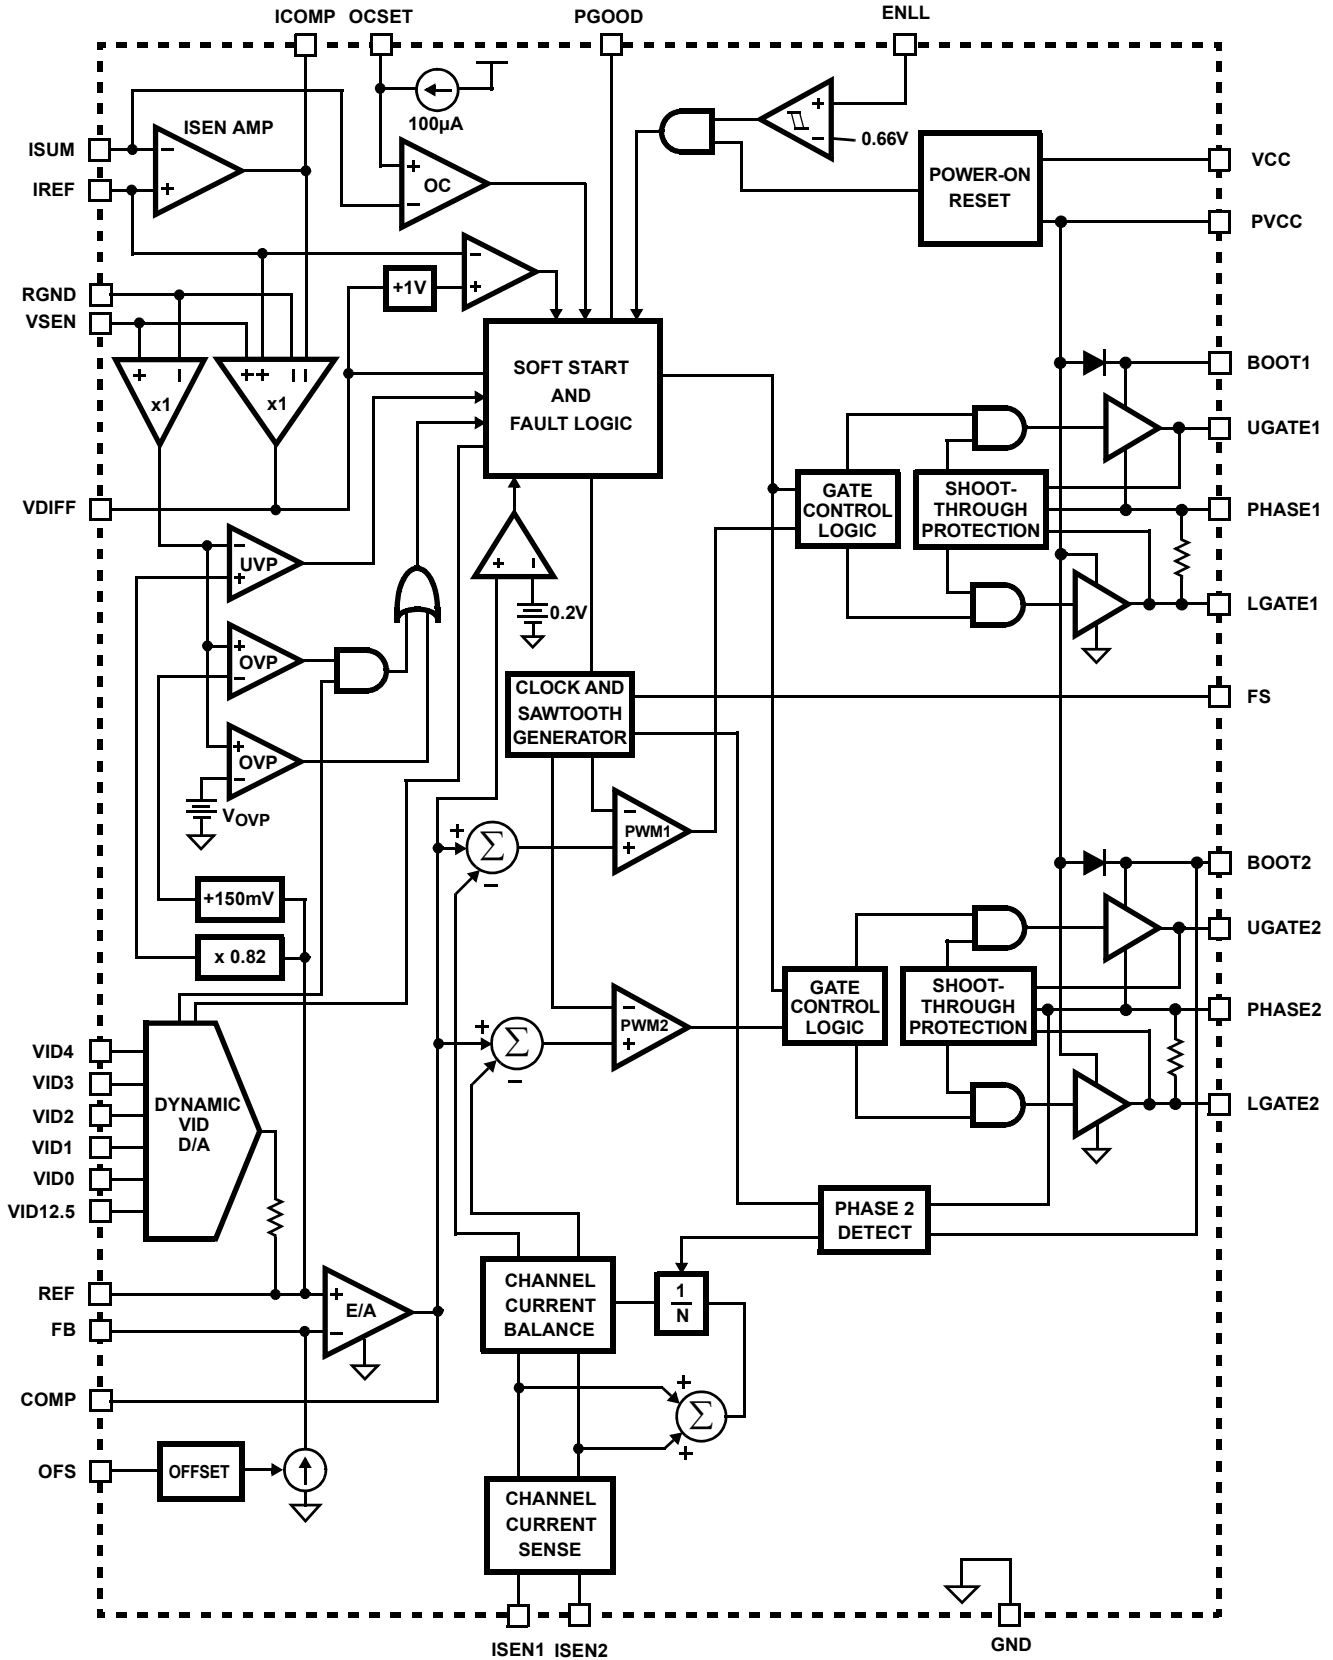 ICOMP OCSET PGOOD ENLL
100µA
ISEN AMP
ISUM
IREF
+
−
OC
+
−
+
−
0.66V
POWER-ON
RESET
VCC
PVCC
RGND
VSEN
+1V
−
+
+ −
x1
++ − −
x1
SOFT START
AND
FAULT LOGIC
BOOT1
UGATE1
PHASE1
LGATE1
GATE
CONTROL
LOGIC
SHOOT-
THROUGH
PROTECTION
VDIFF
−
UVP
+
+
OVP
−
+
OVP
−
VOVP
+ −
0.2V
CLOCK AND
SAWTOOTH
GENERATOR
FS
−
PWM1
+
+
Σ
−
+150mV
x 0.82
BOOT2
UGATE2
PHASE2
LGATE2
GATE
CONTROL
LOGIC
SHOOT-
THROUGH
PROTECTION
−
PWM2
+
+
Σ
−
VID4
VID3
VID2
VID1
VID0
VID12.5
DYNAMIC
VID
D/A
PHASE 2
DETECT
REF
FB
COMP
+
E/A
−
CHANNEL
CURRENT
BALANCE
1
N
+
Σ
+
OFS
OFFSET
CHANNEL
CURRENT
SENSE
ISEN1 ISEN2
GND